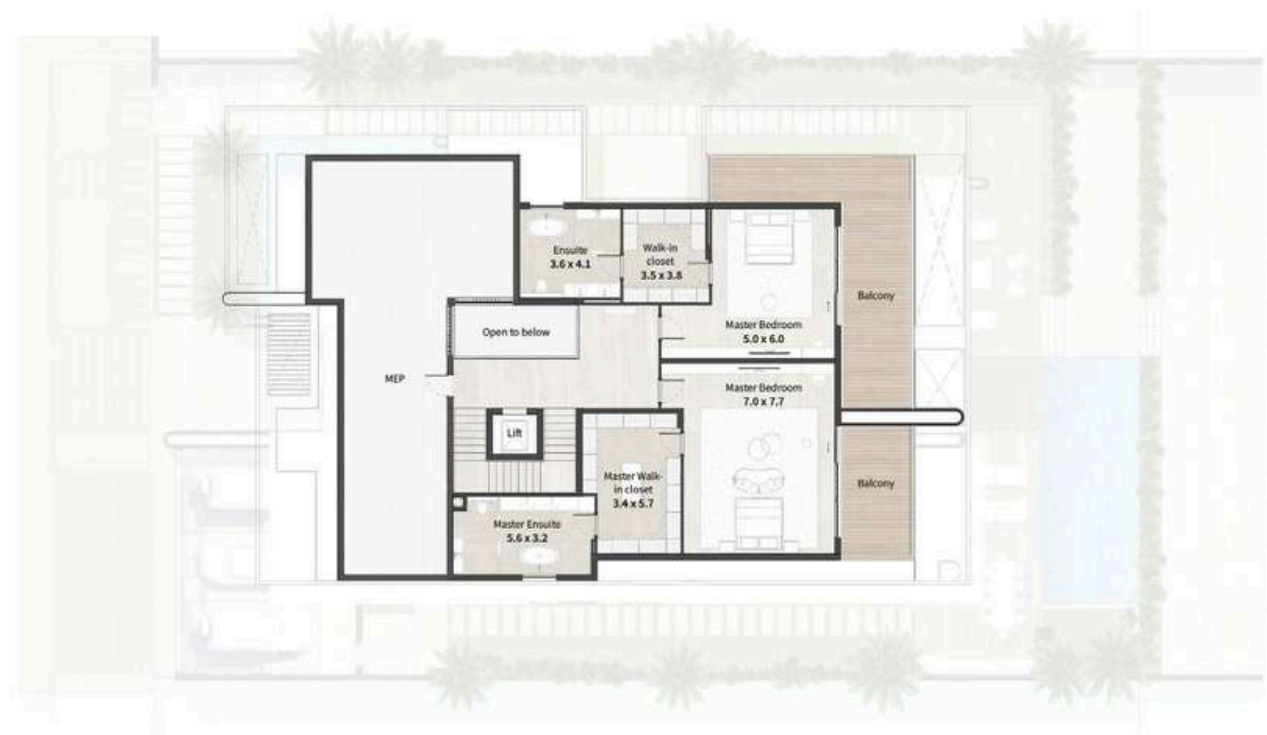 Ensuite
3.6 x 4.1
Walk-in
closet
3.5 x 3.8
Balcony
Open to below
Master Bedroom
5.0 x 6.0
MEP
Master Bedroom
7.0 x 7.7
Lift
Master Walk-
in closet
3.4 x 5.7
Balcony
Master Ensuite
5.6 x 3.2